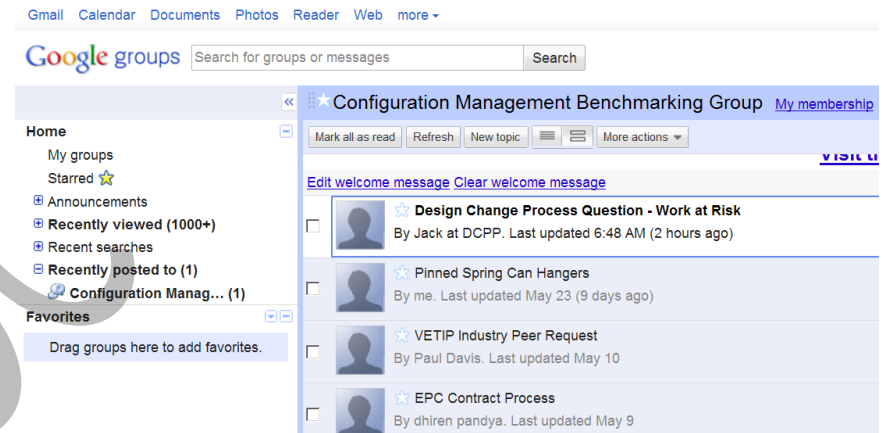 Gmail Calendar Documents Photos Reader Web more
Google groups Search for groups or messages Search
« Configuration Management Benchmarking Group My membership
Home
Mark all as read Refresh New topic More actions
My groups
Starred
Edit welcome message Clear welcome message
Announcements
Recently viewed (1000+)
Recent searches
Recently posted to (1)
Configuration Manag... (1)
Favorites
Drag groups here to add favorites.
Design Change Process Question - Work at Risk
By Jack at DCPP. Last updated 6:48 AM (2 hours ago)
Pinned Spring Can Hangers
By me. Last updated May 23 (9 days ago)
VETIP Industry Peer Request
By Paul Davis. Last updated May 10
EPC Contract Process
By dhiren pandya. Last updated May 9